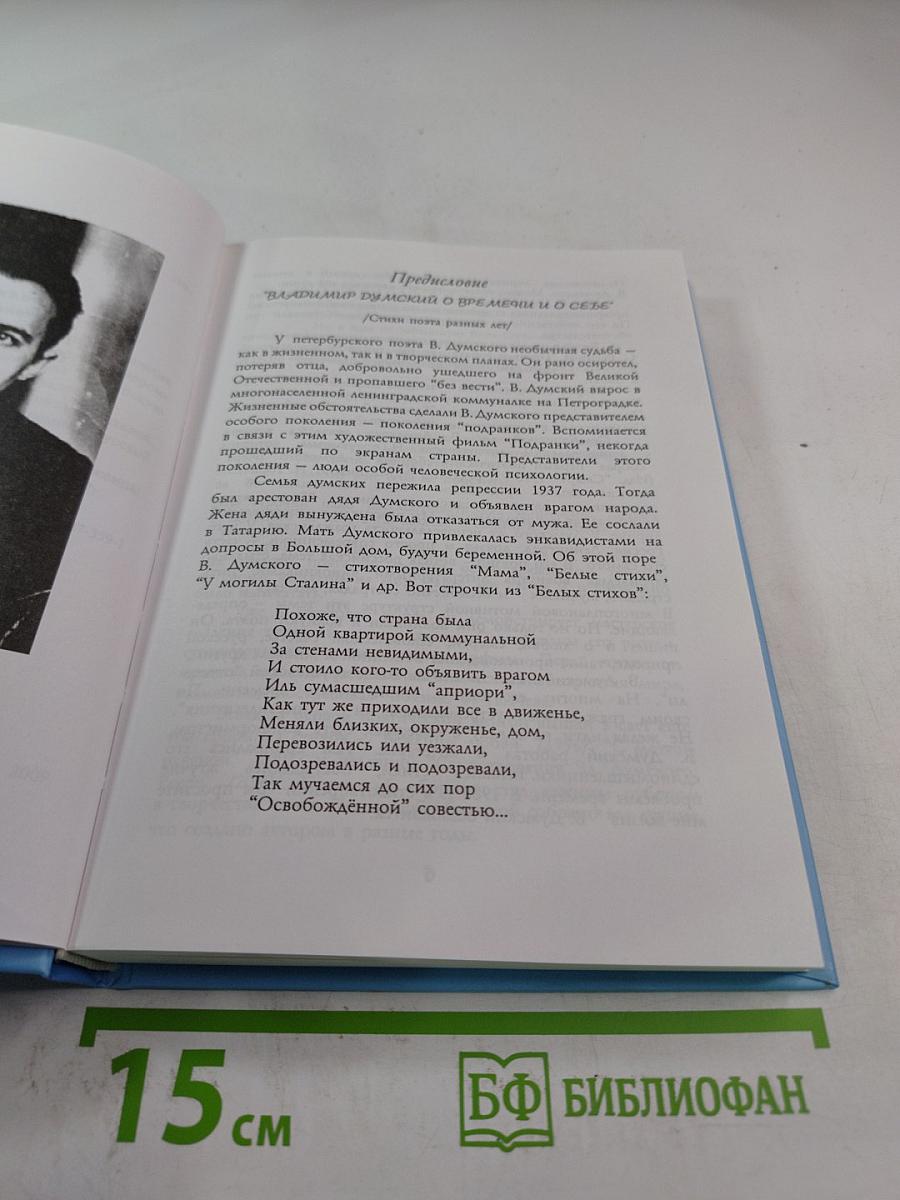 Предисловие
"ВЛАДИМИР ДУМСКИЙ О ВРЕМЕНИ И О СЕБЕ"
/Стихи поэта разных лет/
У петербургского поэта В. Думского необычная судьба –
как в жизненном, так и в творческом планах. Он рано осиротел,
потеряв отца, добровольно ушедшего на фронт Великой
Отечественной и пропавшего "без вести". В. Думский вырос в
многонаселенной ленинградской коммуналке на Петроградке.
Жизненные обстоятельства сделали В. Думского представителем
особого поколения – поколения "подранков". Вспоминается
в связи с этим художественный фильм "Подранки", некогда
прошедший по экранам страны. Представители этого
поколения – люди особой человеческой психологии.
Семья думских пережила репрессии 1937 года. Тогда
был арестован дядя Думского и объявлен врагом народа.
Жена дяди вынуждена была отказаться от мужа. Ее сослали
в Татарию. Мать Думского привлекалась энкавидистами на
допросы в Большой дом, будучи беременной. Об этой поре
В. Думского – стихотворения "Мама", "Белые стихи",
"У могилы Сталина" и др. Вот строчки из "Белых стихов":
Похоже, что страна была
Одной квартирой коммунальной
За стенами невидимыми,
И стоило кого-то объявить врагом
Иль сумасшедшим "априори",
Как тут же приходили все в движенье,
Меняли близких, окруженье, дом,
Перевозились или уезжали,
Подозревались и подозревали,
Так мучаемся до сих пор
"Освобождённой" совестью...
15 см
БФ БИБЛИОФАН